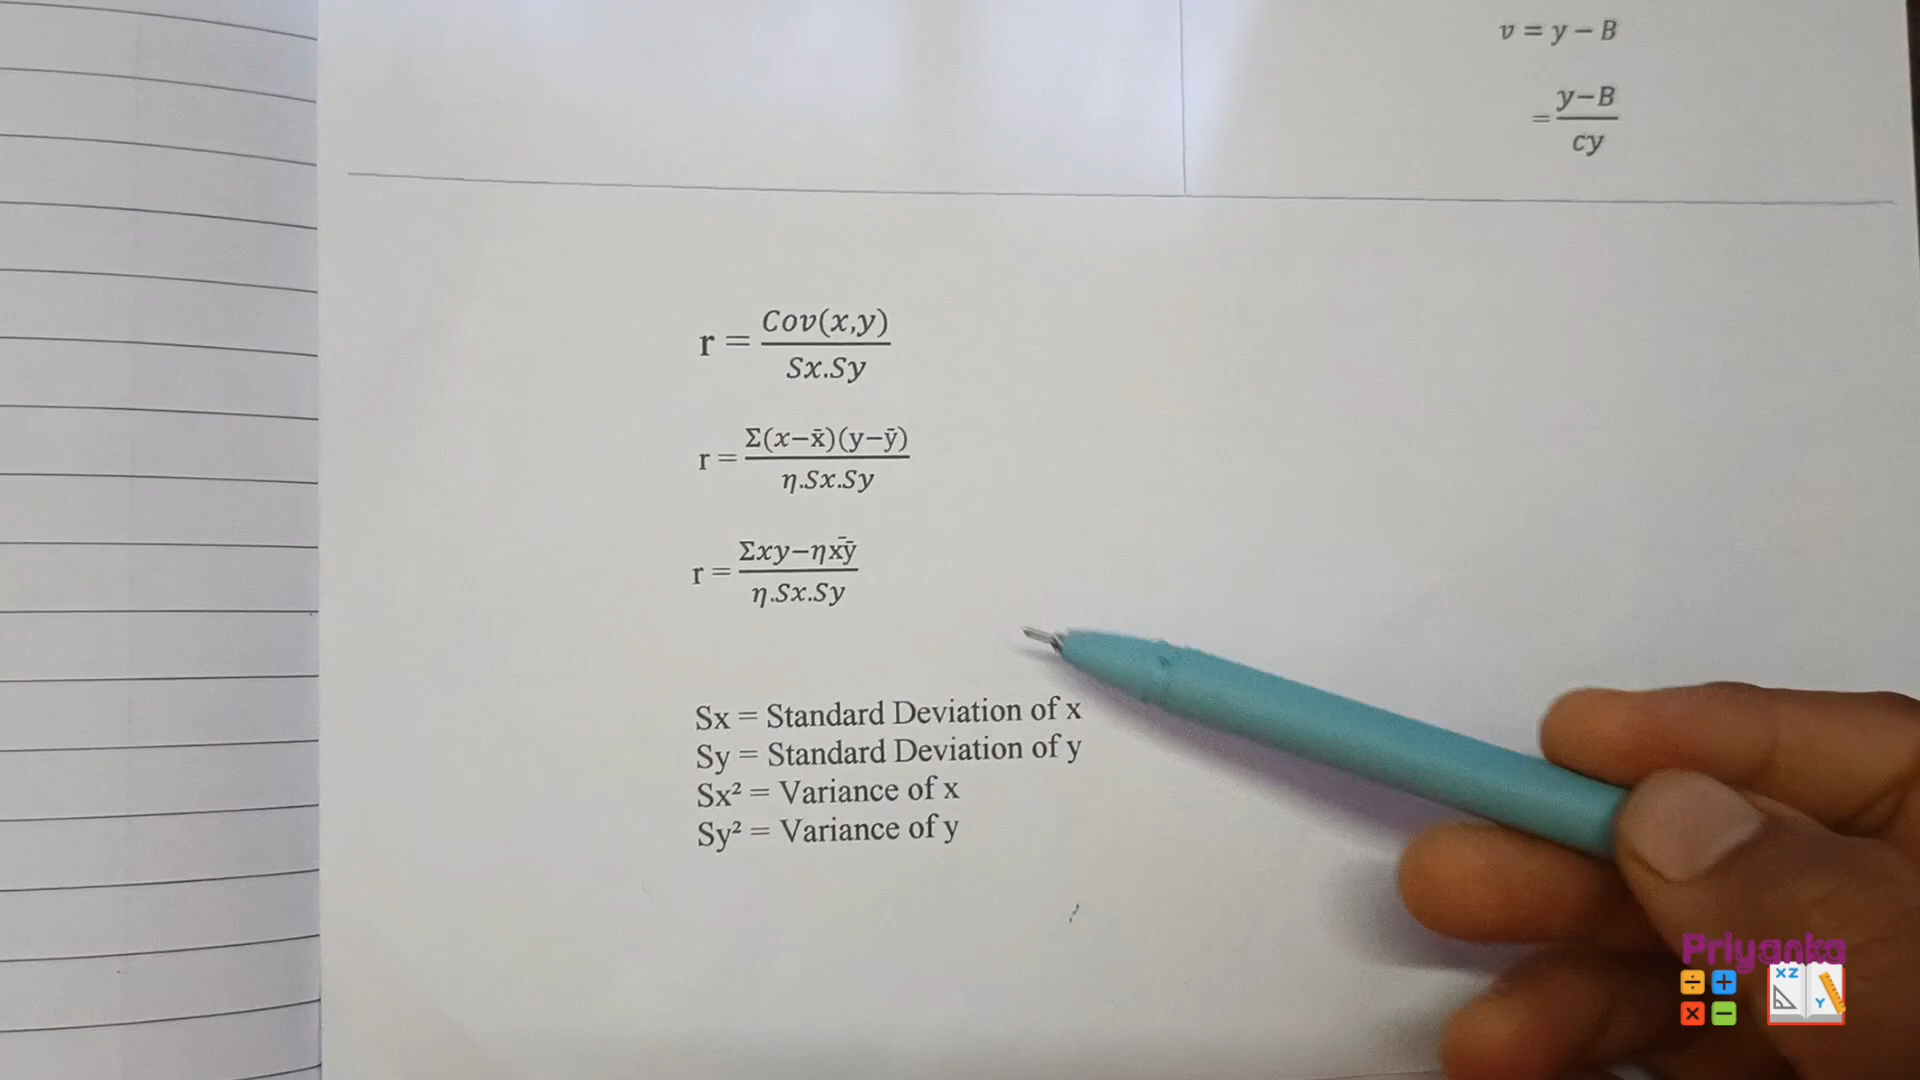 v = y − B
= y−B / cy
r = Cov(x,y) / Sx.Sy
r = Σ(x−x̄)(y−ȳ) / η.Sx.Sy
r = Σxy−ηx̄ȳ / η.Sx.Sy
Sx = Standard Deviation of x
Sy = Standard Deviation of y
Sx² = Variance of x
Sy² = Variance of y
Priyanka
XZ
Y